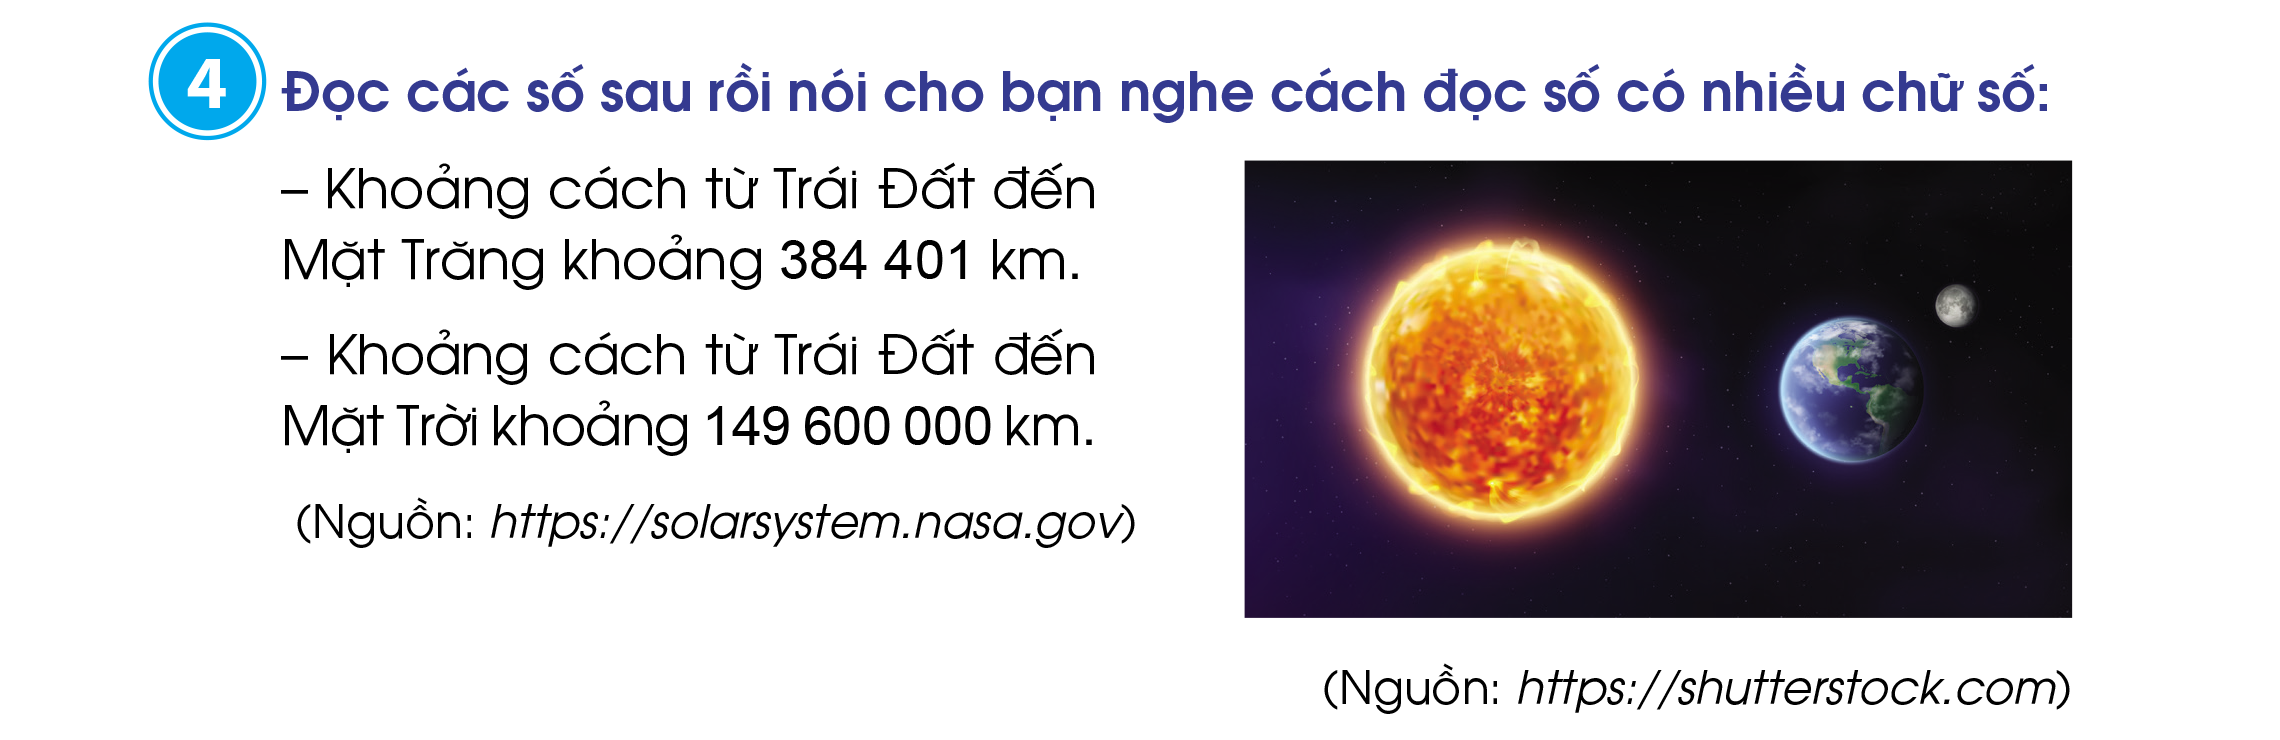 4 Đọc các số sau rồi nói cho bạn nghe cách đọc số có nhiều chữ số:
– Khoảng cách từ Trái Đất đến
Mặt Trăng khoảng 384 401 km.
– Khoảng cách từ Trái Đất đến
Mặt Trời khoảng 149 600 000 km.
(Nguồn: https://solarsystem.nasa.gov)
(Nguồn: https://shutterstock.com)